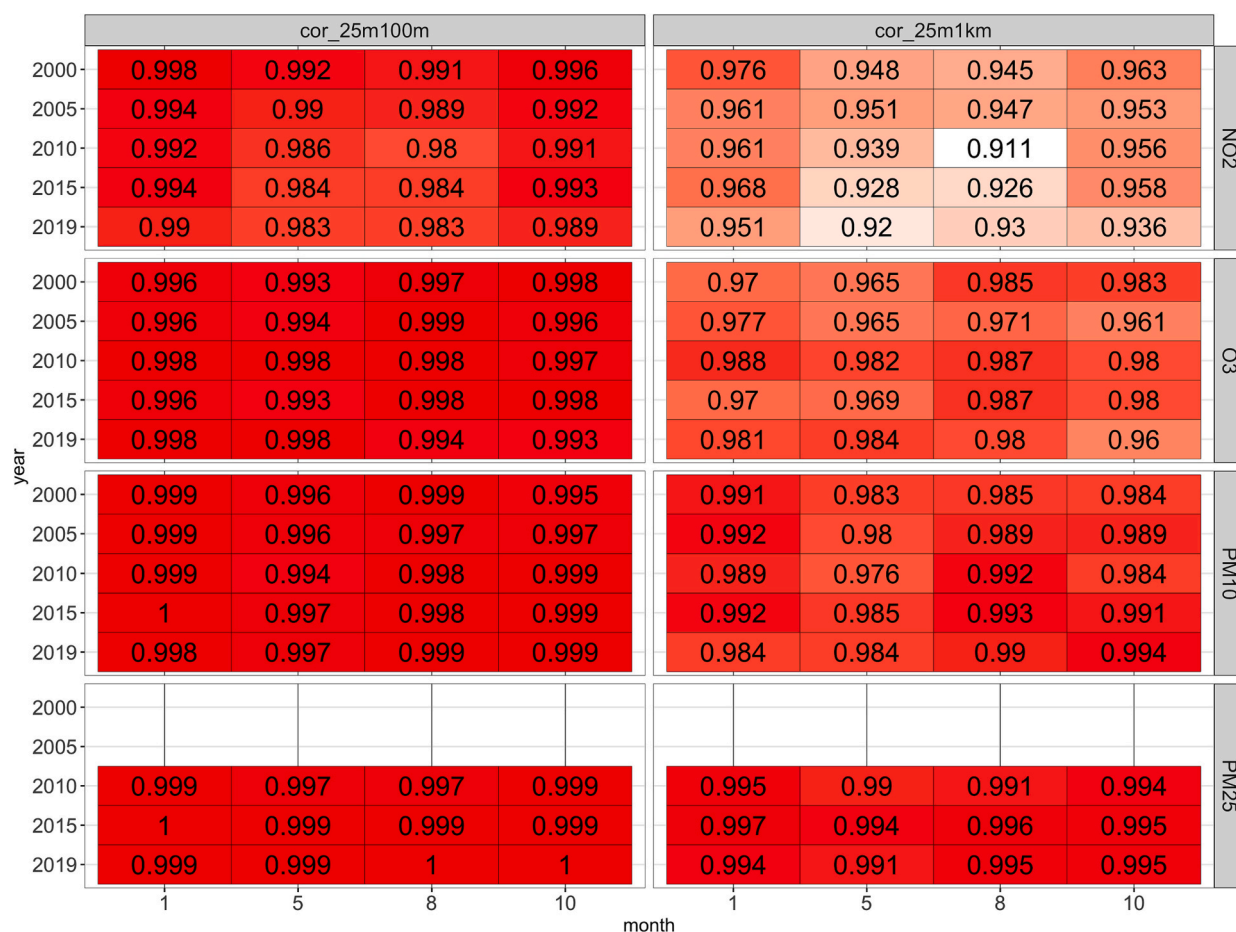 cor_25m100m cor_25m1km
2000 0.998 0.992 0.991 0.996 0.976 0.948 0.945 0.963
2005 0.994 0.99 0.989 0.992 0.961 0.951 0.947 0.953
2010 0.992 0.986 0.98 0.991 0.961 0.939 0.911 0.956
2015 0.994 0.984 0.984 0.993 0.968 0.928 0.926 0.958
2019 0.99 0.983 0.983 0.989 0.951 0.92 0.93 0.936
NO2
2000 0.996 0.993 0.997 0.998 0.97 0.965 0.985 0.983
2005 0.996 0.994 0.999 0.996 0.977 0.965 0.971 0.961
2010 0.998 0.998 0.998 0.997 0.988 0.982 0.987 0.98
2015 0.996 0.993 0.998 0.998 0.97 0.969 0.987 0.98
2019 0.998 0.998 0.994 0.993 0.981 0.984 0.98 0.96
O3
year
2000 0.999 0.996 0.999 0.995 0.991 0.983 0.985 0.984
2005 0.999 0.996 0.997 0.997 0.992 0.98 0.989 0.989
2010 0.999 0.994 0.998 0.999 0.989 0.976 0.992 0.984
2015 1 0.997 0.998 0.999 0.992 0.985 0.993 0.991
2019 0.998 0.997 0.999 0.999 0.984 0.984 0.99 0.994
PM10
2000
2005
2010 0.999 0.997 0.997 0.999 0.995 0.99 0.991 0.994
2015 1 0.999 0.999 0.999 0.997 0.994 0.996 0.995
2019 0.999 0.999 1 1 0.994 0.991 0.995 0.995
PM25
1 5 8 10 1 5 8 10
month